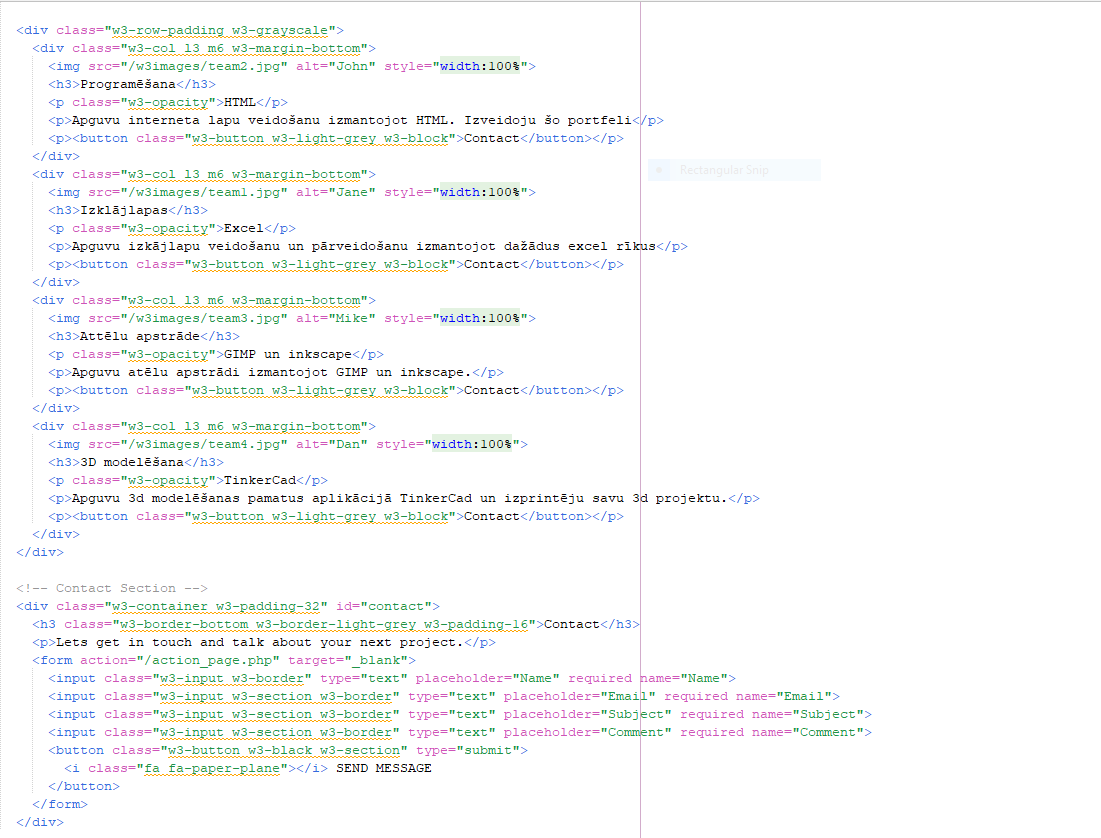 <div class="w3-row-padding w3-grayscale">
<div class="w3-col l3 m6 w3-margin-bottom">
<img src="/w3images/team2.jpg" alt="John" style="width:100%">
<h3>Programēšana</h3>
<p class="w3-opacity">HTML</p>
<p>Apguvu interneta lapu veidošanu izmantojot HTML. Izveidoju šo portfeli</p>
<p><button class="w3-button w3-light-grey w3-block">Contact</button></p>
</div>
<div class="w3-col l3 m6 w3-margin-bottom">
<img src="/w3images/team1.jpg" alt="Jane" style="width:100%">
<h3>Izklājlapas</h3>
<p class="w3-opacity">Excel</p>
<p>Apguvu izkājlapu veidošanu un pārveidošanu izmantojot dažādus excel rīkus</p>
<p><button class="w3-button w3-light-grey w3-block">Contact</button></p>
</div>
<div class="w3-col l3 m6 w3-margin-bottom">
<img src="/w3images/team3.jpg" alt="Mike" style="width:100%">
<h3>Attēlu apstrāde</h3>
<p class="w3-opacity">GIMP un inkscape</p>
<p>Apguvu atēlu apstrādi izmantojot GIMP un inkscape.</p>
<p><button class="w3-button w3-light-grey w3-block">Contact</button></p>
</div>
<div class="w3-col l3 m6 w3-margin-bottom">
<img src="/w3images/team4.jpg" alt="Dan" style="width:100%">
<h3>3D modelēšana</h3>
<p class="w3-opacity">TinkerCad</p>
<p>Apguvu 3d modelēšanas pamatus aplikācijā TinkerCad un izprintēju savu 3d projektu.</p>
<p><button class="w3-button w3-light-grey w3-block">Contact</button></p>
</div>
</div>
<!-- Contact Section -->
<div class="w3-container w3-padding-32" id="contact">
<h3 class="w3-border-bottom w3-border-light-grey w3-padding-16">Contact</h3>
<p>Lets get in touch and talk about your next project.</p>
<form action="/action_page.php" target="_blank">
<input class="w3-input w3-border" type="text" placeholder="Name" required name="Name">
<input class="w3-input w3-section w3-border" type="text" placeholder="Email" required name="Email">
<input class="w3-input w3-section w3-border" type="text" placeholder="Subject" required name="Subject">
<input class="w3-input w3-section w3-border" type="text" placeholder="Comment" required name="Comment">
<button class="w3-button w3-black w3-section" type="submit">
<i class="fa fa-paper-plane"></i> SEND MESSAGE
</button>
</form>
</div>
Rectangular Snip